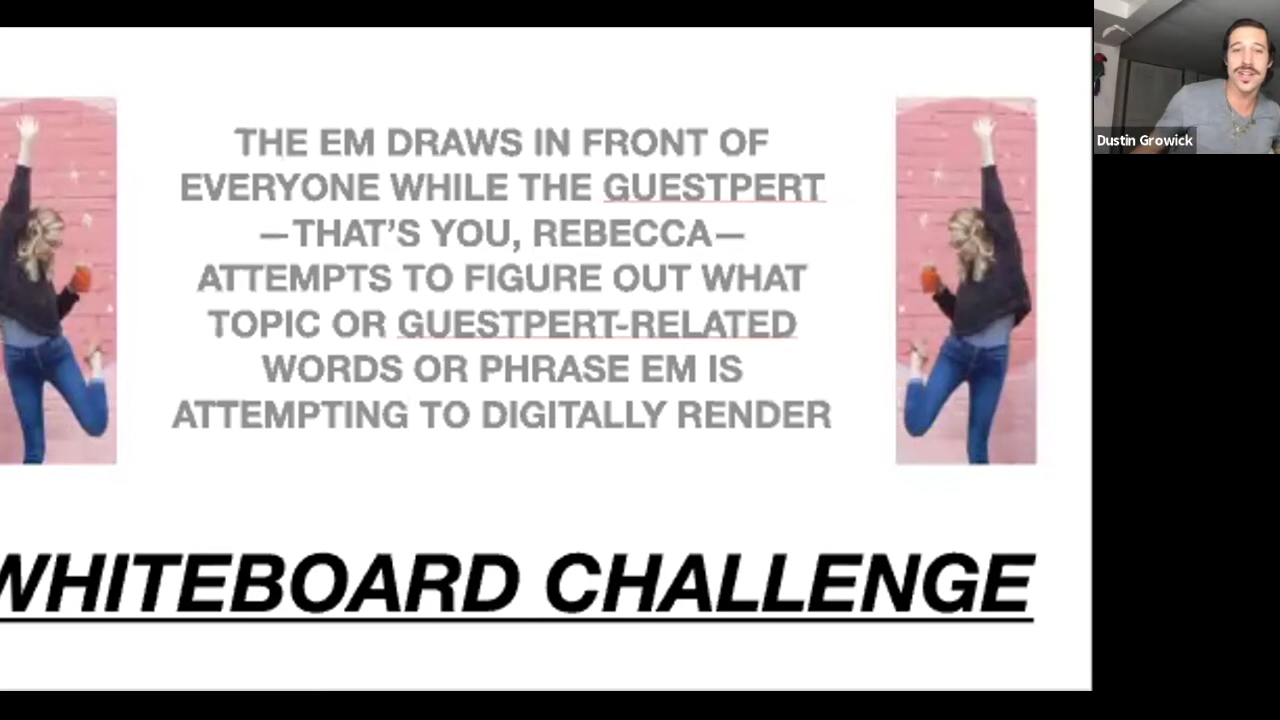 Dustin Growick
THE EM DRAWS IN FRONT OF
EVERYONE WHILE THE GUESTPERT
—THAT'S YOU, REBECCA—
ATTEMPTS TO FIGURE OUT WHAT
TOPIC OR GUESTPERT-RELATED
WORDS OR PHRASE EM IS
ATTEMPTING TO DIGITALLY RENDER
WHITEBOARD CHALLENGE